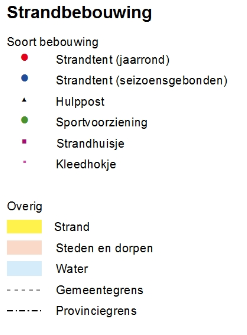 Strandbebouwing
Soort bebouwing
Strandtent (jaarrond)
Strandtent (seizoensgebonden)
Hulppost
Sportvoorziening
Strandhuisje
Kleedhokje
Overig
Strand
Steden en dorpen
Water
Gemeentegrens
Provinciegrens